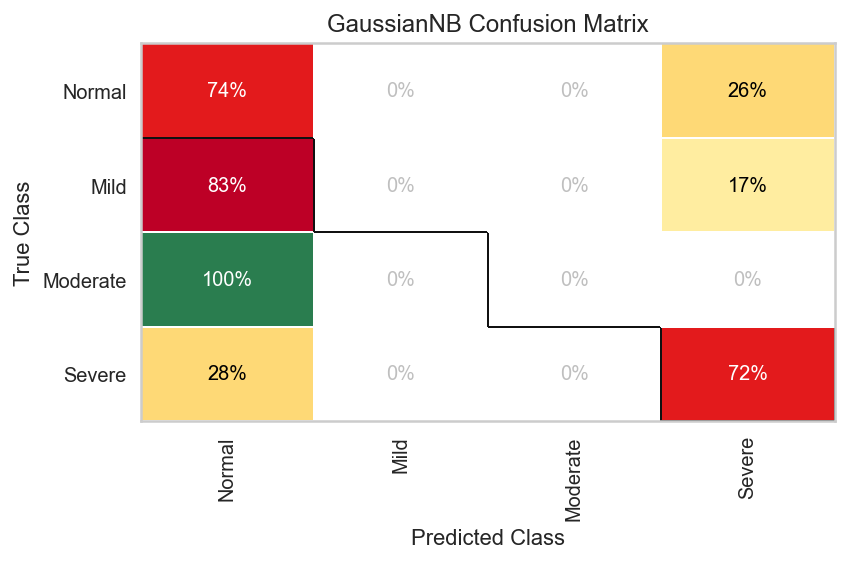 GaussianNB Confusion Matrix
True Class
Normal 74% 0% 0% 26%
Mild 83% 0% 0% 17%
Moderate 100% 0% 0% 0%
Severe 28% 0% 0% 72%
Normal Mild Moderate Severe
Predicted Class